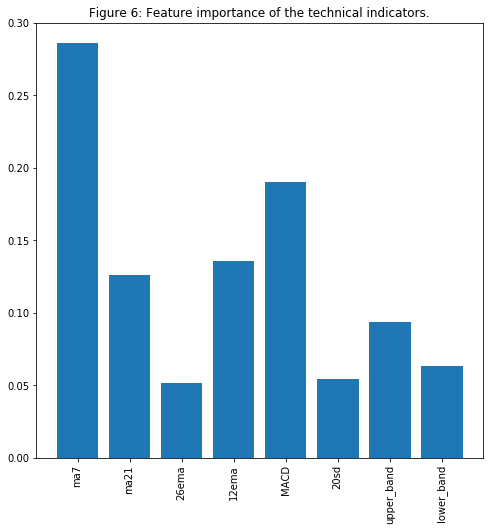 Figure 6: Feature importance of the technical indicators.
0.30
0.25
0.20
0.15
0.10
0.05
0.00
ma7
ma21
26ema
12ema
MACD
20sd
upper_band
lower_band